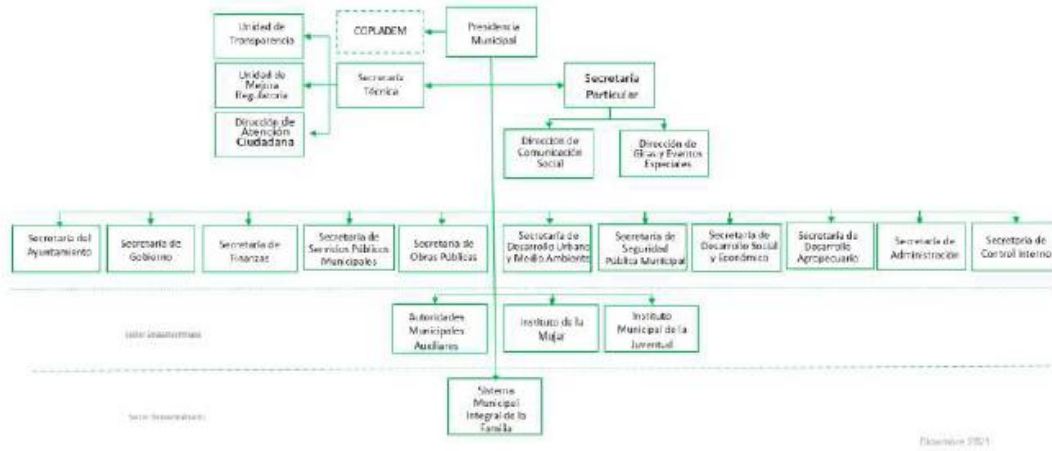 Unidad de
Transparencia
COPLADEM
Presidencia
Municipal
Unidad de
Mejora
Regulatoria
Secretaría
Técnica
Secretaría
Particular
Dirección de
Atención
Ciudadana
Dirección de
Comunicación
Social
Dirección de
Giras y Eventos
Especiales
Secretaría del
Ayuntamiento
Secretaría de
Gobierno
Secretaría de
Finanzas
Secretaría de
Servicios Públicos
Municipales
Secretaría de
Obras Públicas
Secretaría de
Desarrollo Urbano
y Medio Ambiente
Secretaría de
Seguridad
Pública Municipal
Secretaría de
Desarrollo Social
y Económico
Secretaría de
Desarrollo
Agropecuario
Secretaría de
Administración
Secretaría de
Control Interno
Autoridades
Municipales
Auxiliares
Instituto de la
Mujer
Instituto
Municipal de la
Juventud
Sistema
Municipal
Integral de la
Familia
Diciembre 2021